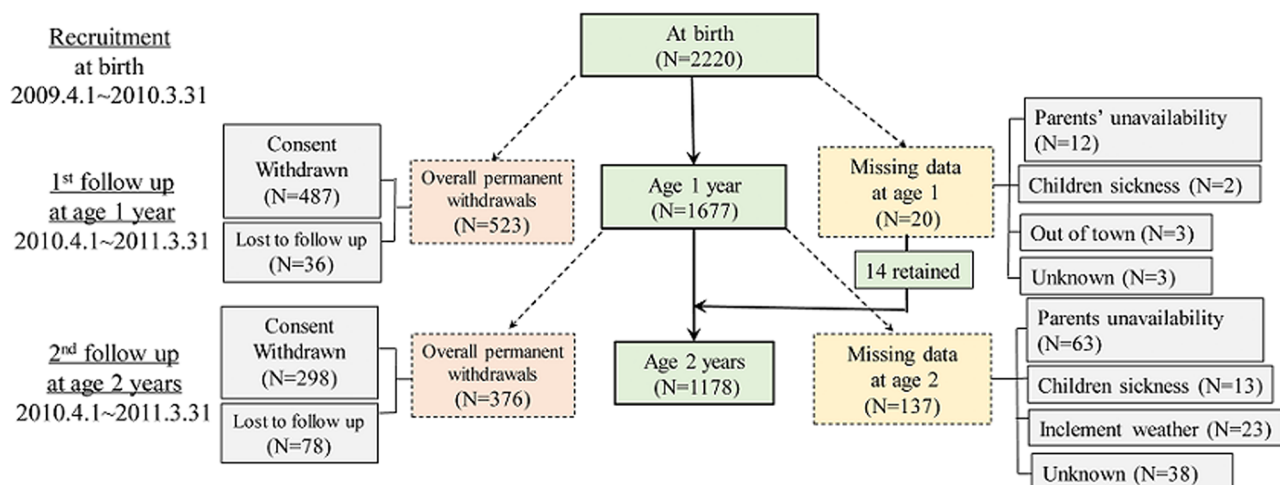 Recruitment
at birth
2009.4.1~2010.3.31
At birth
(N=2220)
1st follow up
at age 1 year
2010.4.1~2011.3.31
Consent
Withdrawn
(N=487)
Lost to follow up
(N=36)
Overall permanent
withdrawals
(N=523)
Age 1 year
(N=1677)
Missing data
at age 1
(N=20)
14 retained
Parents’ unavailability
(N=12)
Children sickness (N=2)
Out of town (N=3)
Unknown (N=3)
2nd follow up
at age 2 years
2010.4.1~2011.3.31
Consent
Withdrawn
(N=298)
Lost to follow up
(N=78)
Overall permanent
withdrawals
(N=376)
Age 2 years
(N=1178)
Missing data
at age 2
(N=137)
Parents unavailability
(N=63)
Children sickness (N=13)
Inclement weather (N=23)
Unknown (N=38)